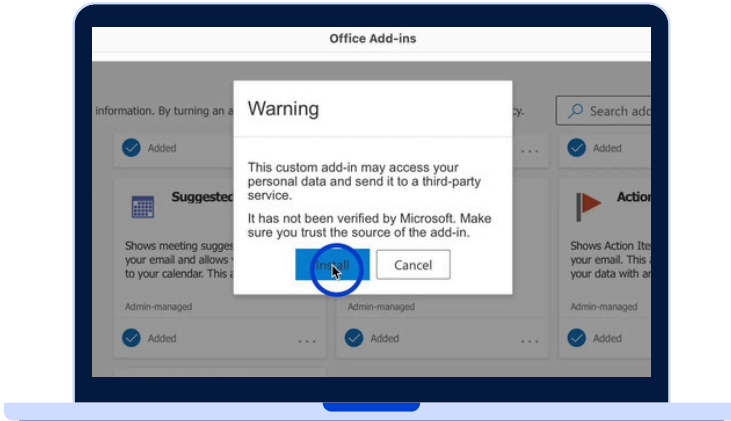 Office Add-ins
information. By turning an a
cy.
Search add
Warning
Added
Added
This custom add-in may access your
personal data and send it to a third-party
service.
It has not been verified by Microsoft. Make
sure you trust the source of the add-in.
Install
Cancel
Suggested
Shows meeting sugges
your email and allows
to your calendar. This a
Admin-managed
Added
Admin-managed
Added
Action
Shows Action Ite
your email. This
your data with an
Admin-managed
Added